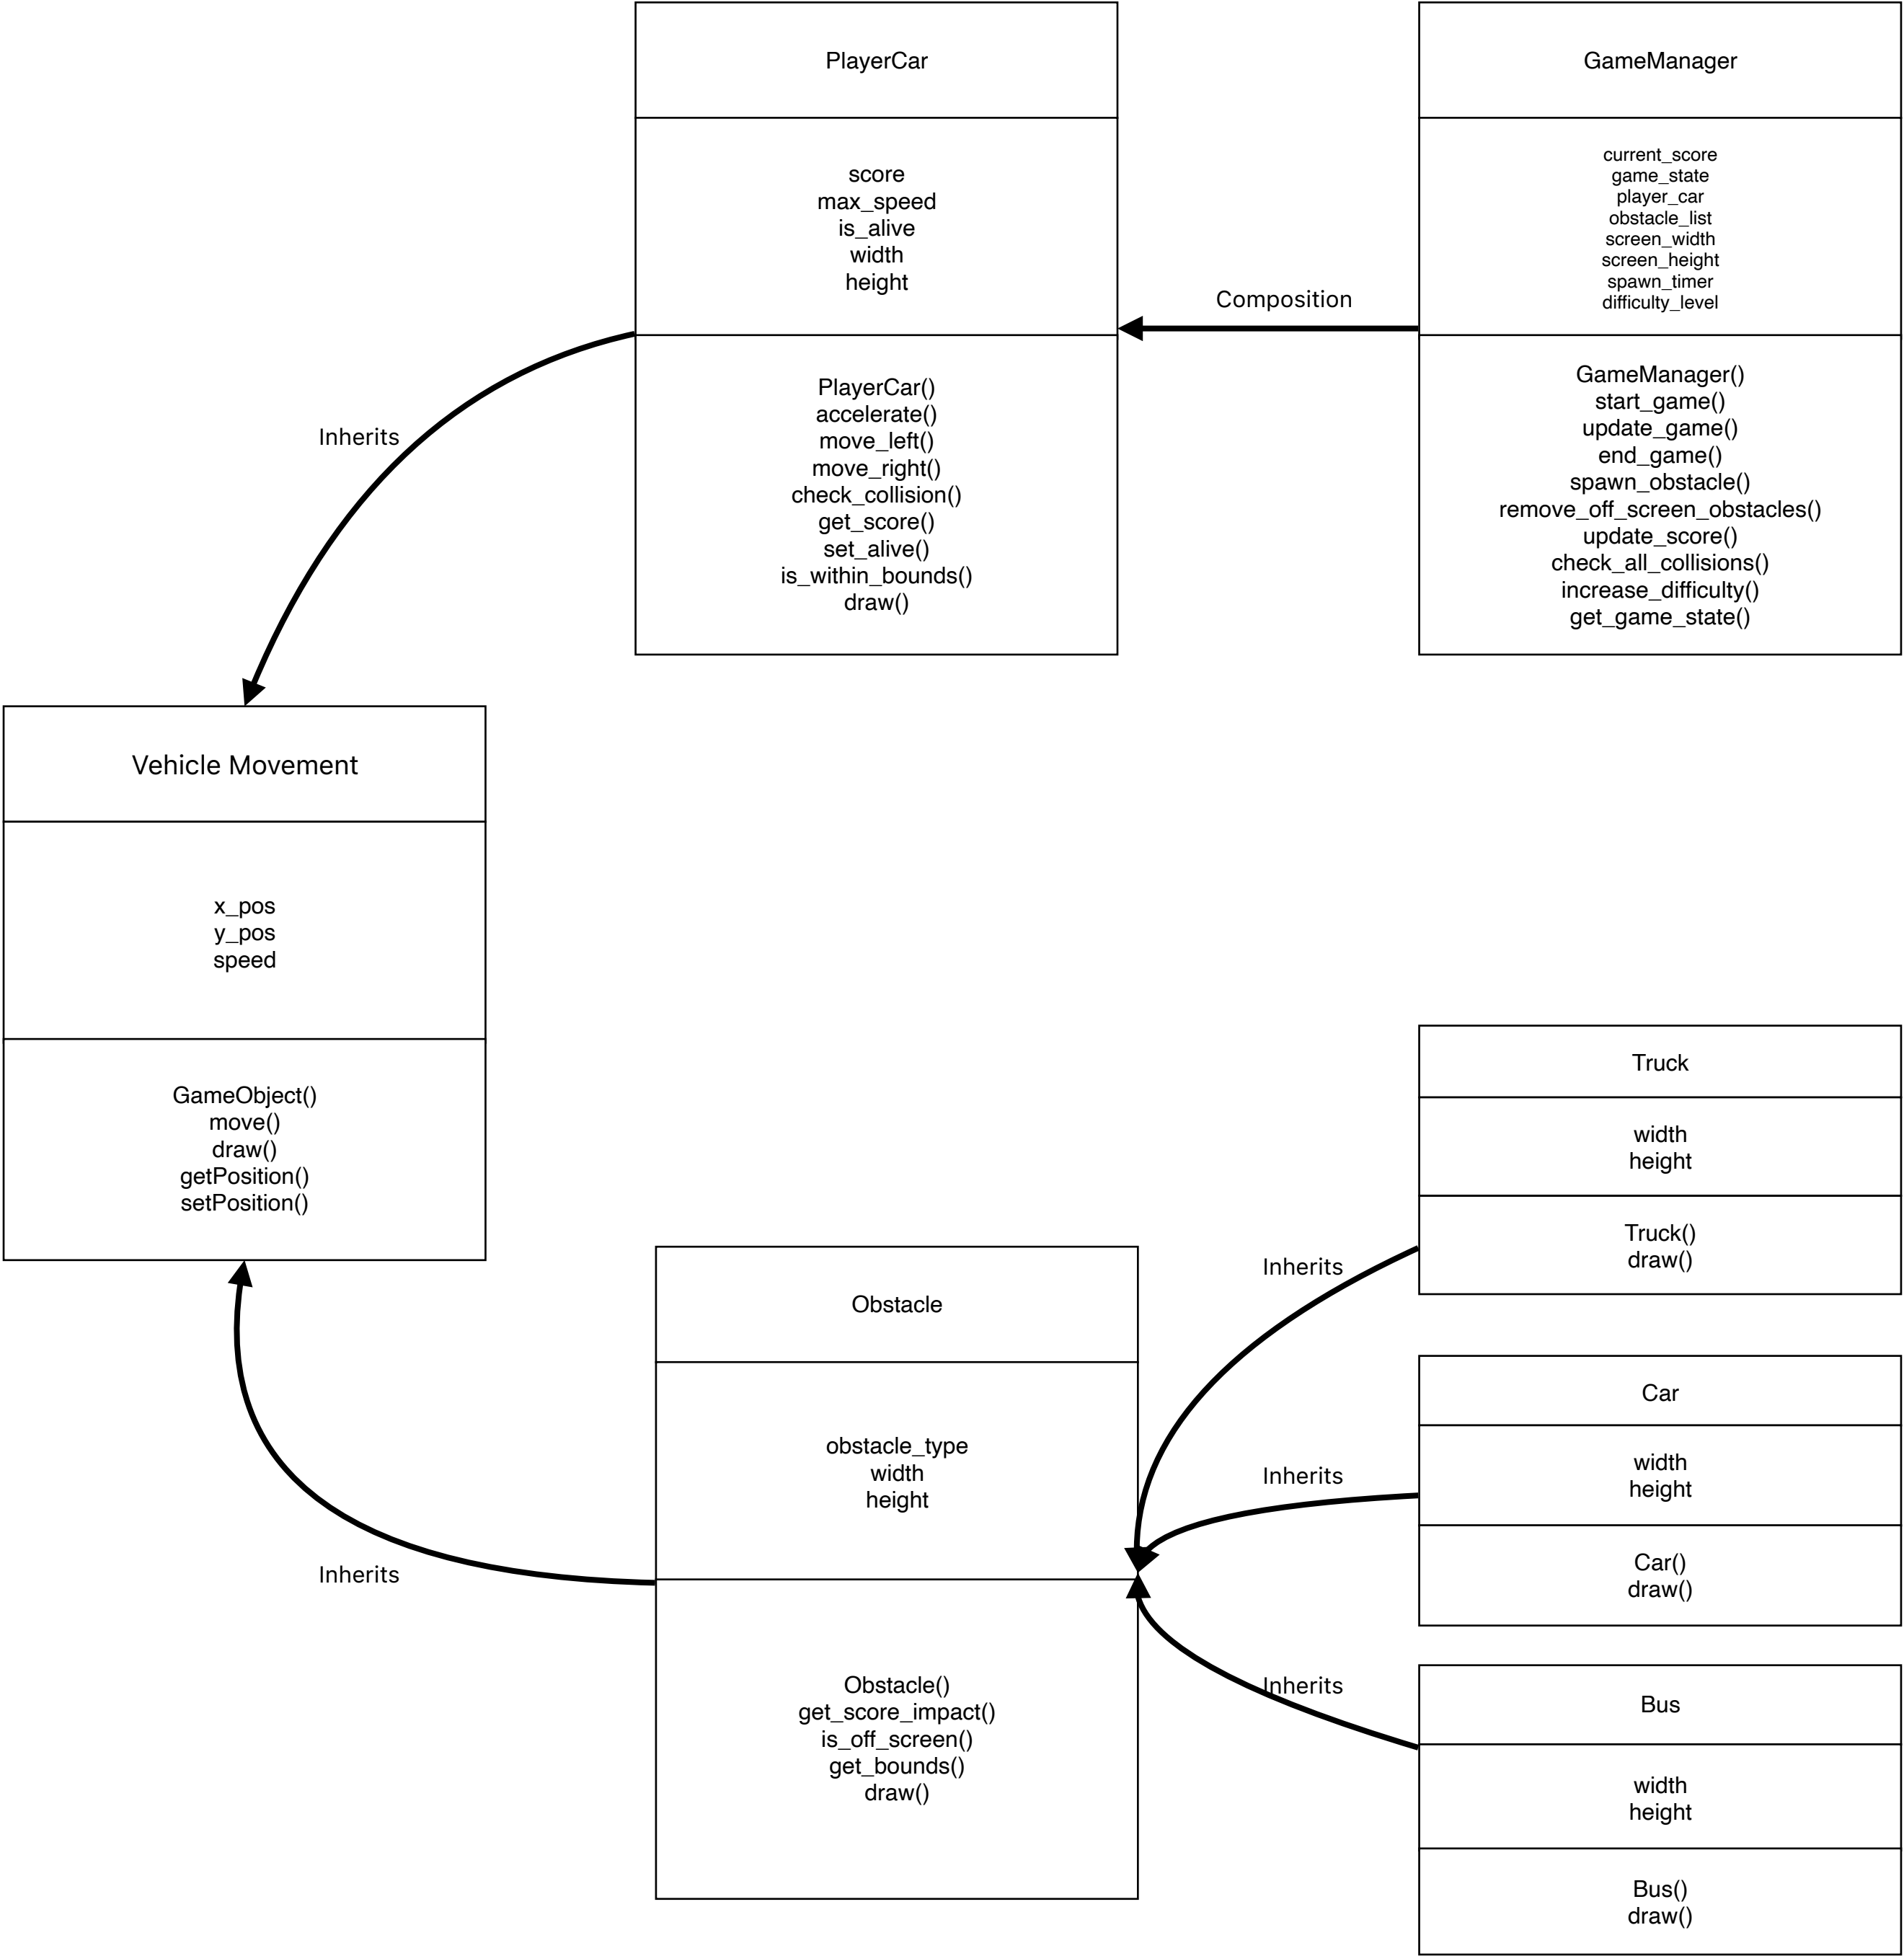 PlayerCar
score
max_speed
is_alive
width
height
PlayerCar()
accelerate()
move_left()
move_right()
check_collision()
get_score()
set_alive()
is_within_bounds()
draw()
Composition
GameManager
current_score
game_state
player_car
obstacle_list
screen_width
screen_height
spawn_timer
difficulty_level
GameManager()
start_game()
update_game()
end_game()
spawn_obstacle()
remove_off_screen_obstacles()
update_score()
check_all_collisions()
increase_difficulty()
get_game_state()
Inherits
Vehicle Movement
x_pos
y_pos
speed
GameObject()
move()
draw()
getPosition()
setPosition()
Inherits
Obstacle
obstacle_type
width
height
Obstacle()
get_score_impact()
is_off_screen()
get_bounds()
draw()
Inherits
Truck
width
height
Truck()
draw()
Inherits
Car
width
height
Car()
draw()
Inherits
Bus
width
height
Bus()
draw()